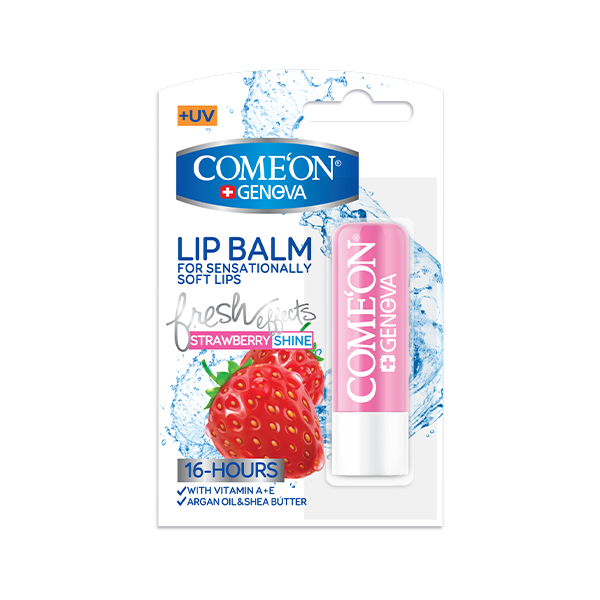 +UV
COME'ON®
GENEVA
LIP BALM
FOR SENSATIONALLY
SOFT LIPS
fresh effects
STRAWBERRY SHINE
16-HOURS
✓WITH VITAMIN A+E
✓ARGAN OIL&SHEA BUTTER
COME'ON®
GENEVA